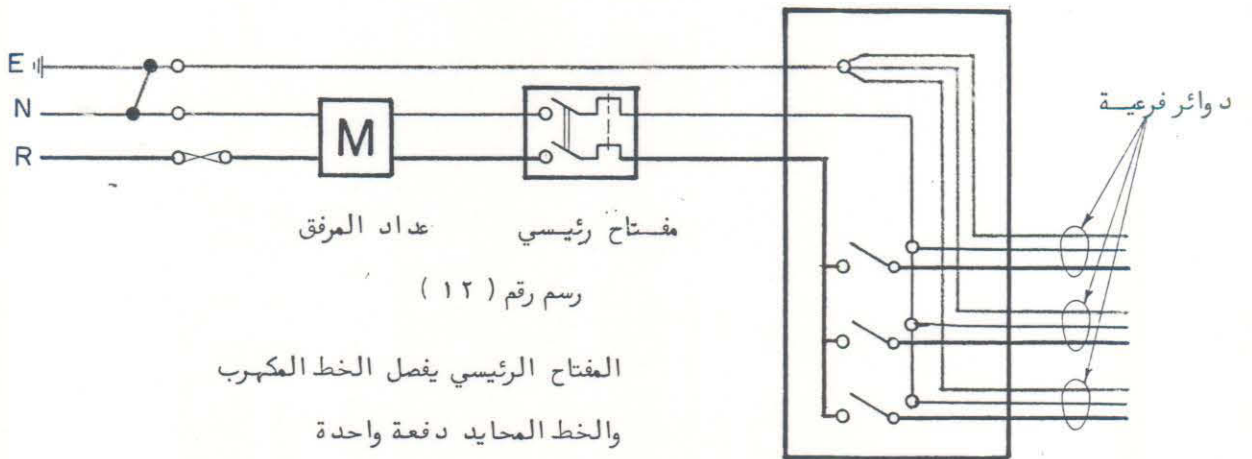 E
N
R
M
دوائر فرعية
مفتاح رئيسي
عداد المرفق
رسم رقم ( ١٢ )
المفتاح الرئيسي يفصل الخط المكهرب
والخط المحايد دفعة واحدة